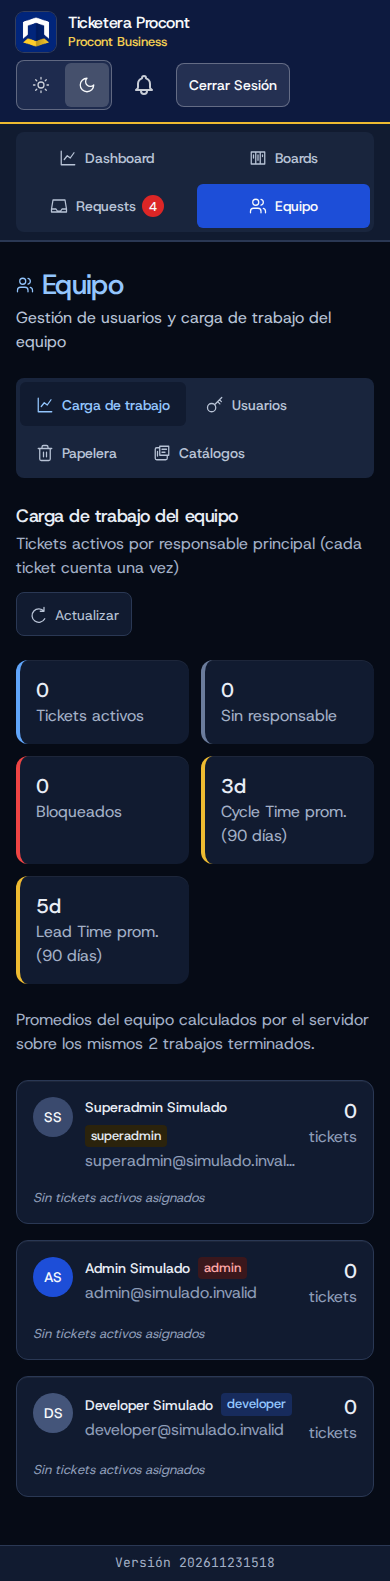 Ticketera Procont
Procont Business
Cerrar Sesión
Dashboard
Boards
Requests 4
Equipo
Equipo
Gestión de usuarios y carga de trabajo del
equipo
Carga de trabajo
Usuarios
Papelera
Catálogos
Carga de trabajo del equipo
Tickets activos por responsable principal (cada
ticket cuenta una vez)
Actualizar
0
Tickets activos
0
Sin responsable
0
Bloqueados
3d
Cycle Time prom.
(90 días)
5d
Lead Time prom.
(90 días)
Promedios del equipo calculados por el servidor
sobre los mismos 2 trabajos terminados.
SS
Superadmin Simulado
superadmin
superadmin@simulado.inval…
0
tickets
Sin tickets activos asignados
AS
Admin Simulado admin
admin@simulado.invalid
0
tickets
Sin tickets activos asignados
DS
Developer Simulado developer
developer@simulado.invalid
0
tickets
Sin tickets activos asignados
Versión 202611231518